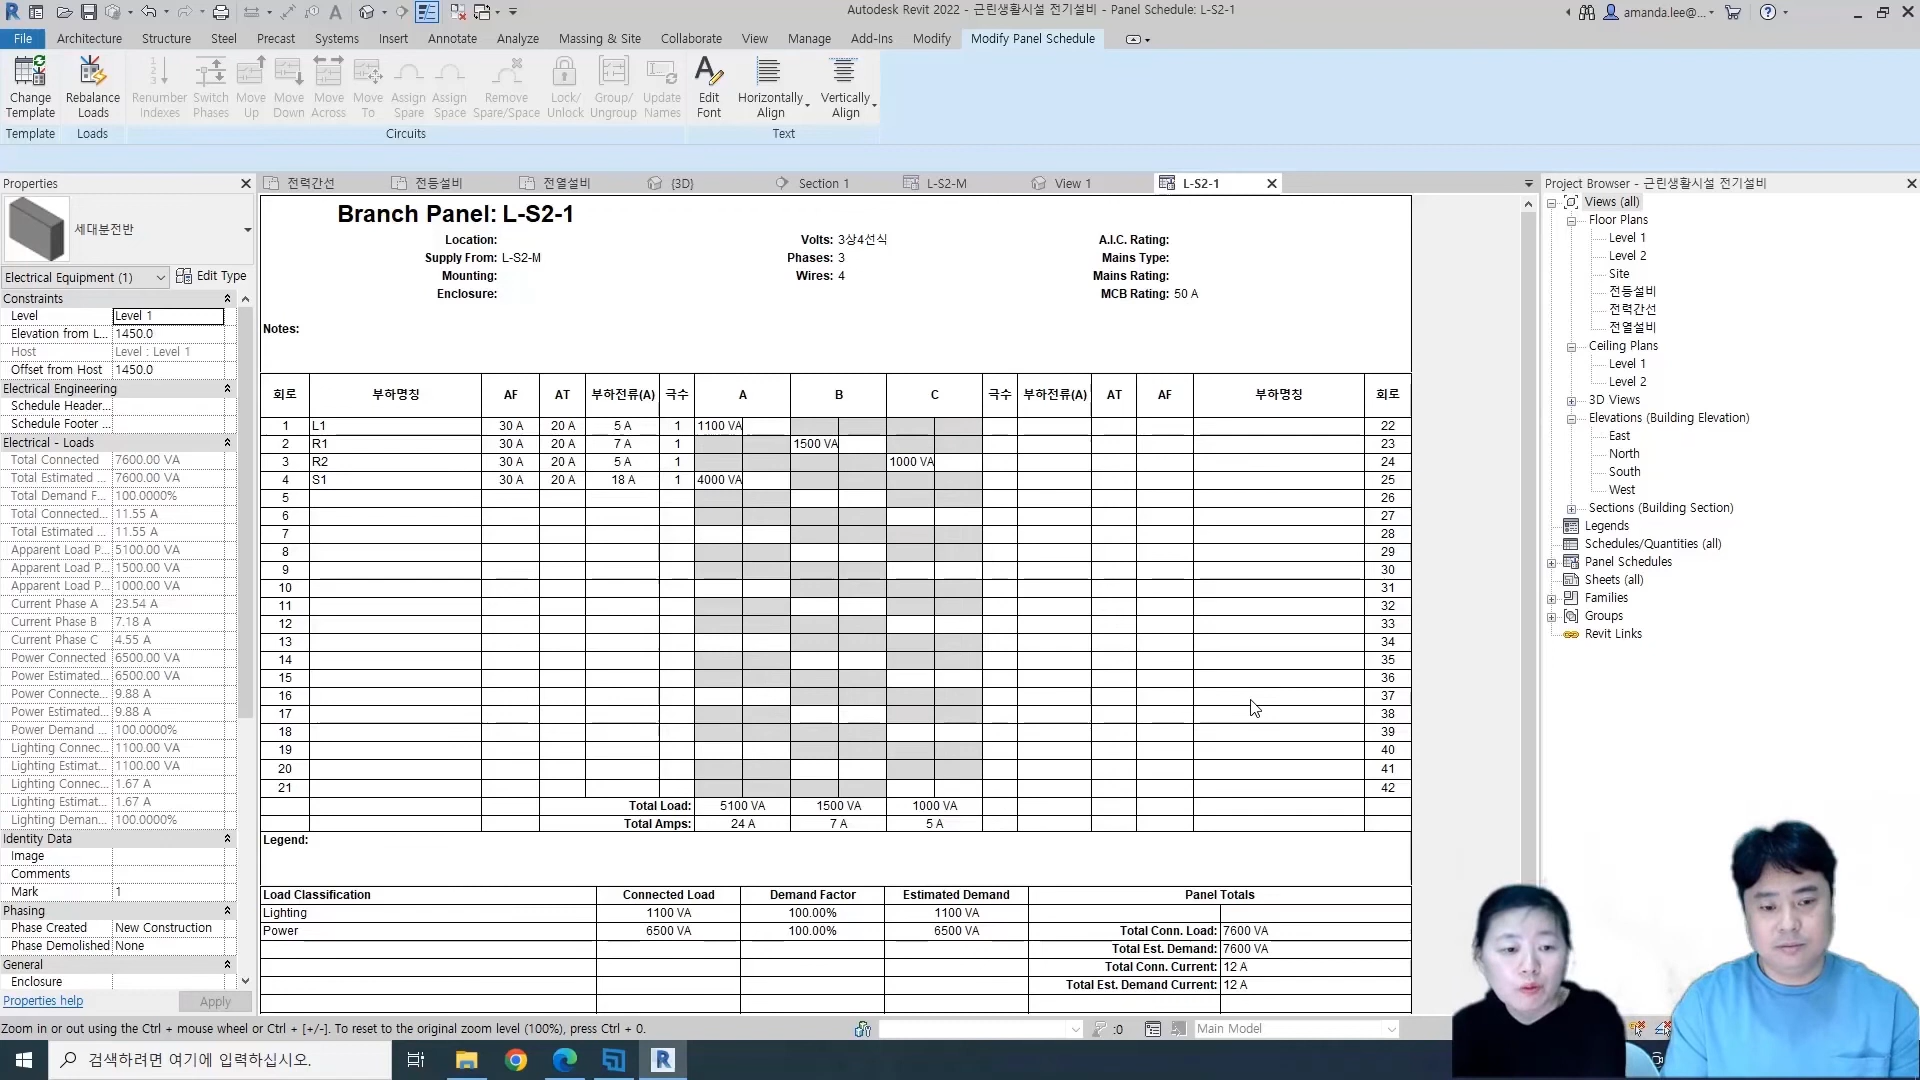 Autodesk Revit 2022 - 근린생활시설 전기설비 - Panel Schedule: L-S2-1
amanda.lee@...
File Architecture Structure Steel Precast Systems Insert Annotate Analyze Massing & Site Collaborate View Manage Add-Ins Modify Modify Panel Schedule
Change Template
Rebalance Loads
Renumber Indexes
Switch Phases
Move Up
Move Down
Move Across
Move To
Assign Spare
Assign Space
Remove Spare/Space
Lock/ Unlock
Group/ Ungroup
Update Names
Edit Font
Horizontally Align
Vertically Align
Template Loads Circuits Text
Properties
세대분전반
Electrical Equipment (1) Edit Type
Constraints
Level Level 1
Elevation from L... 1450.0
Host Level : Level 1
Offset from Host 1450.0
Electrical Engineering
Schedule Header...
Schedule Footer ...
Electrical - Loads
Total Connected 7600.00 VA
Total Estimated ... 7600.00 VA
Total Demand F... 100.0000%
Total Connected... 11.55 A
Total Estimated ... 11.55 A
Apparent Load P... 5100.00 VA
Apparent Load P... 1500.00 VA
Apparent Load P... 1000.00 VA
Current Phase A 23.54 A
Current Phase B 7.18 A
Current Phase C 4.55 A
Power Connected 6500.00 VA
Power Estimated... 6500.00 VA
Power Connecte... 9.88 A
Power Estimated... 9.88 A
Power Demand ... 100.0000%
Lighting Connec... 1100.00 VA
Lighting Estimat... 1100.00 VA
Lighting Connec... 1.67 A
Lighting Estimat... 1.67 A
Lighting Deman... 100.0000%
Identity Data
Image
Comments
Mark 1
Phasing
Phase Created New Construction
Phase Demolished None
General
Enclosure
Properties help Apply
전력간선 전등설비 전열설비 {3D} Section 1 L-S2-M View 1 L-S2-1
Branch Panel: L-S2-1
Location: Volts: 3상4선식 A.I.C. Rating:
Supply From: L-S2-M Phases: 3 Mains Type:
Mounting: Wires: 4 Mains Rating:
Enclosure: MCB Rating: 50 A
Notes:
회로 부하명칭 AF AT 부하전류(A) 극수 A B C 극수 부하전류(A) AT AF 부하명칭 회로
1 L1 30 A 20 A 5 A 1 1100 VA 22
2 R1 30 A 20 A 7 A 1 1500 VA 23
3 R2 30 A 20 A 5 A 1 1000 VA 24
4 S1 30 A 20 A 18 A 1 4000 VA 25
5 26
6 27
7 28
8 29
9 30
10 31
11 32
12 33
13 34
14 35
15 36
16 37
17 38
18 39
19 40
20 41
21 42
Total Load: 5100 VA 1500 VA 1000 VA
Total Amps: 24 A 7 A 5 A
Legend:
Load Classification Connected Load Demand Factor Estimated Demand Panel Totals
Lighting 1100 VA 100.00% 1100 VA
Power 6500 VA 100.00% 6500 VA Total Conn. Load: 7600 VA
Total Est. Demand: 7600 VA
Total Conn. Current: 12 A
Total Est. Demand Current: 12 A
Project Browser - 근린생활시설 전기설비
Views (all)
Floor Plans
Level 1
Level 2
Site
전등설비
전력간선
전열설비
Ceiling Plans
Level 1
Level 2
3D Views
Elevations (Building Elevation)
East
North
South
West
Sections (Building Section)
Legends
Schedules/Quantities (all)
Panel Schedules
Sheets (all)
Families
Groups
Revit Links
Zoom in or out using the Ctrl + mouse wheel or Ctrl + [+/-]. To reset to the original zoom level (100%), press Ctrl + 0.
:0 Main Model
검색하려면 여기에 입력하십시오.